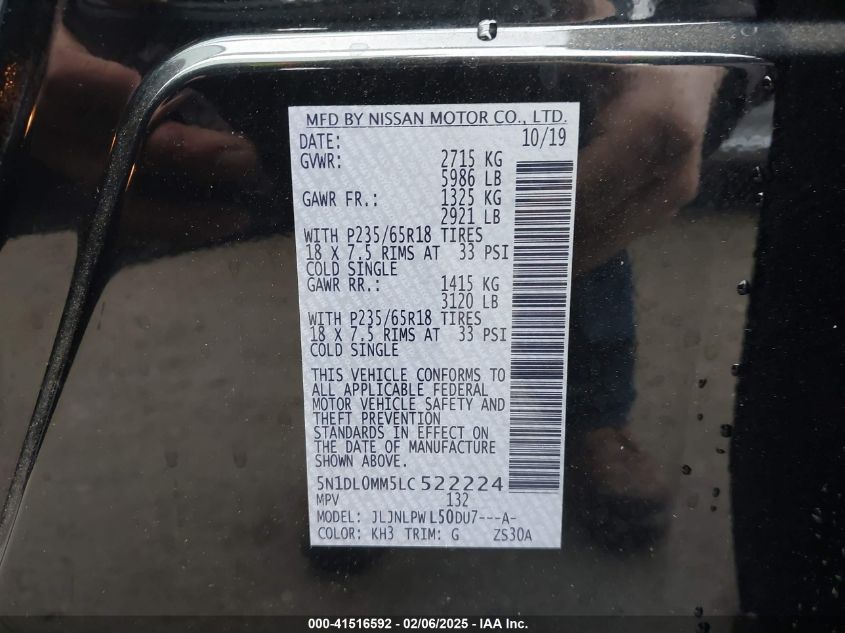 MFD BY NISSAN MOTOR CO., LTD.
DATE: 10/19
GVWR: 2715 KG
5986 LB
GAWR FR.: 1325 KG
2921 LB
WITH P235/65R18 TIRES
18 X 7.5 RIMS AT 33 PSI
COLD SINGLE
GAWR RR.: 1415 KG
3120 LB
WITH P235/65R18 TIRES
18 X 7.5 RIMS AT 33 PSI
COLD SINGLE
THIS VEHICLE CONFORMS TO
ALL APPLICABLE FEDERAL
MOTOR VEHICLE SAFETY AND
THEFT PREVENTION
STANDARDS IN EFFECT ON
THE DATE OF MANUFACTURE
SHOWN ABOVE.
5N1DL0MM5LC522224
MPV 132
MODEL: JLJNLPWL50DU7---A-
COLOR: KH3 TRIM: G ZS30A
000-41516592 - 02/06/2025 - IAA Inc.